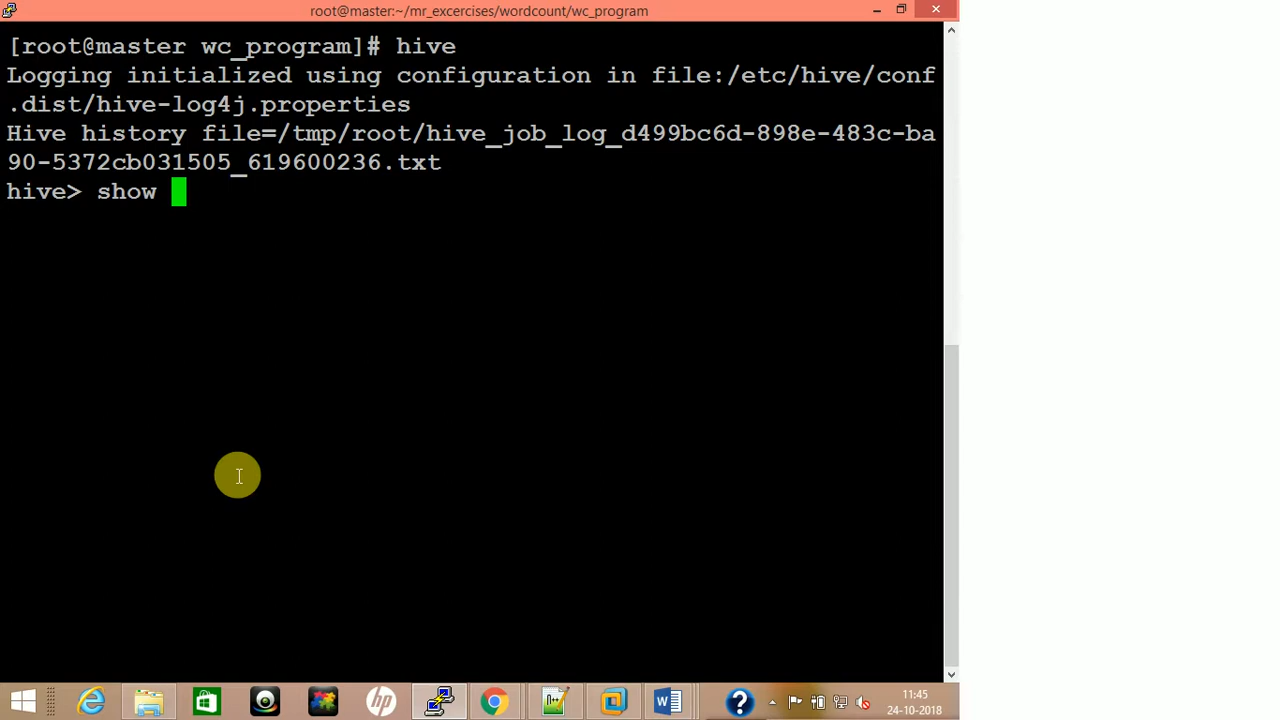 root@master:~/mr_excercises/wordcount/wc_program
[root@master wc_program]# hive
Logging initialized using configuration in file:/etc/hive/conf
.dist/hive-log4j.properties
Hive history file=/tmp/root/hive_job_log_d499bc6d-898e-483c-ba
90-5372cb031505_619600236.txt
hive> show
11:45
24-10-2018